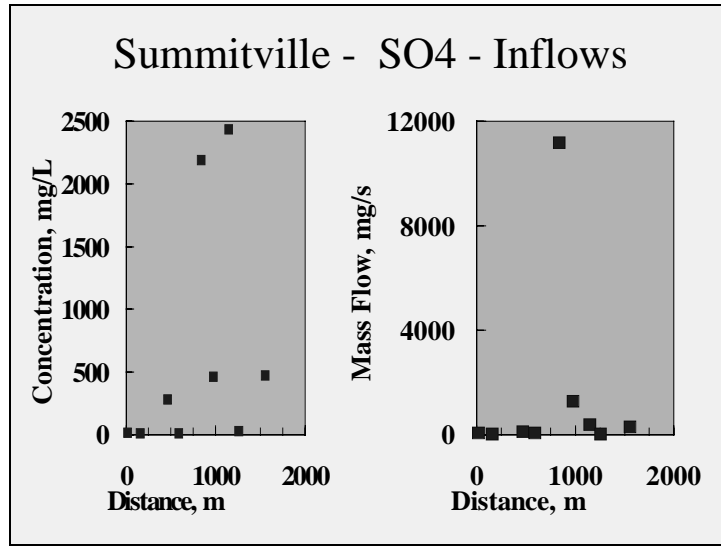 Summitville - SO4 - Inflows
Concentration, mg/L
2500
2000
1500
1000
500
0
0 1000 2000
Distance, m
Mass Flow, mg/s
12000
8000
4000
0
0 1000 2000
Distance, m